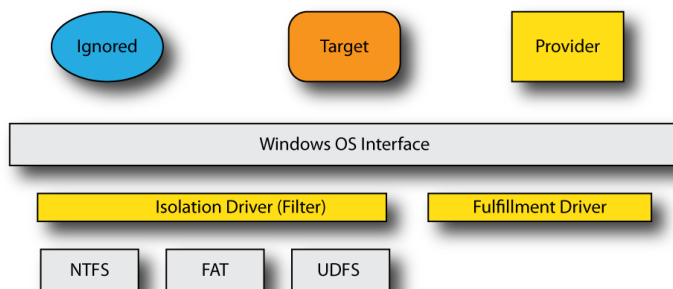 Ignored
Target
Provider
Windows OS Interface
Isolation Driver (Filter)
Fulfillment Driver
NTFS
FAT
UDFS